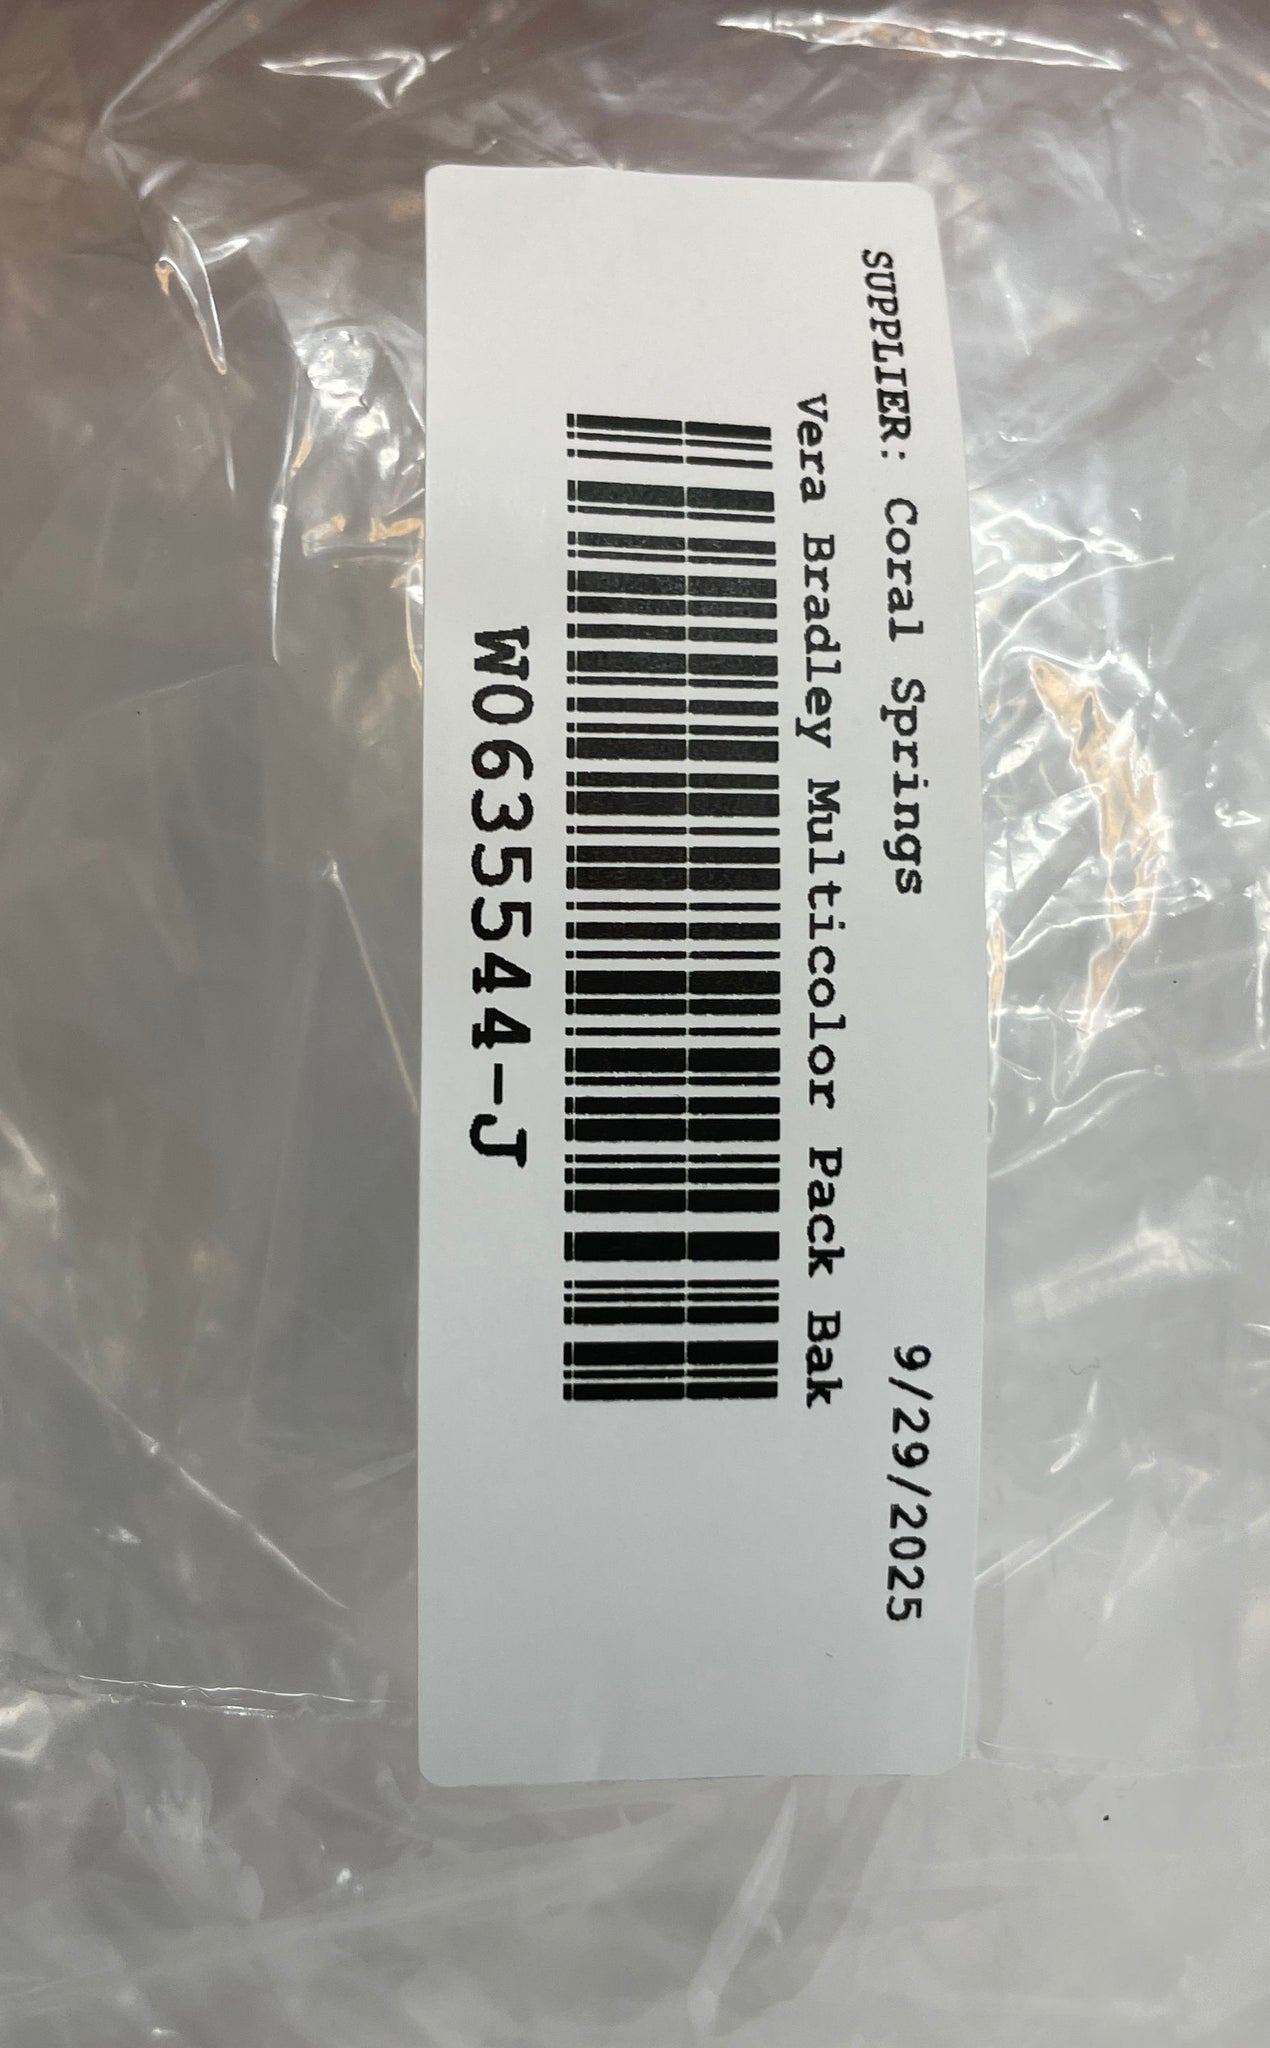 SUPPLIER: Coral Springs 9/29/2025
Vera Bradley Multicolor Pack Bak
W0635544-J